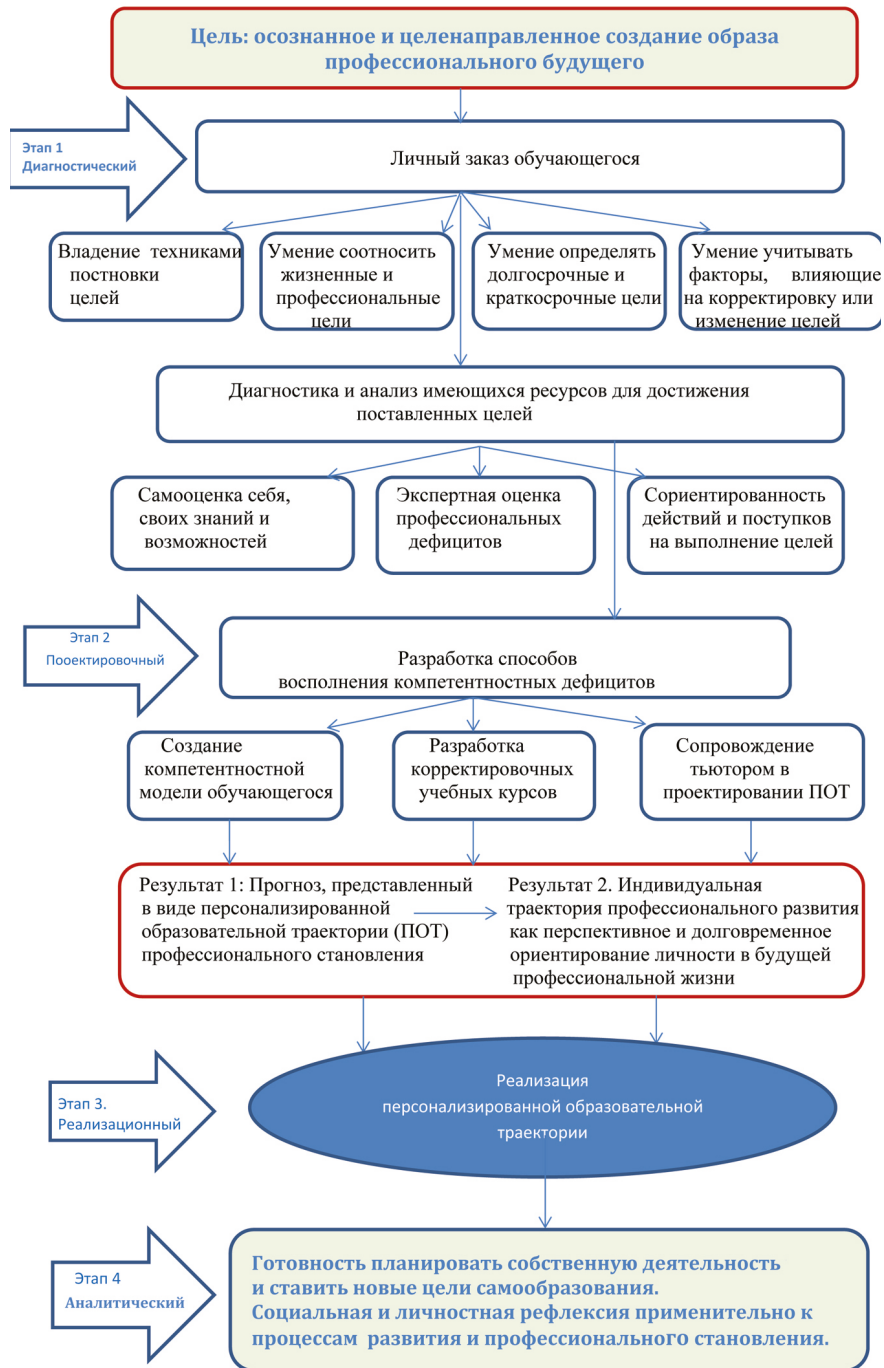 Цель: осознанное и целенаправленное создание образа
профессионального будущего
Этап 1
Диагностический
Личный заказ обучающегося
Владение техниками
постновки
целей
Умение соотносить
жизненные и
профессиональные
цели
Умение определять
долгосрочные и
краткосрочные цели
Умение учитывать
факторы, влияющие
на корректировку или
изменение целей
Диагностика и анализ имеющихся ресурсов для достижения
поставленных целей
Самооценка себя,
своих знаний и
возможностей
Экспертная оценка
профессиональных
дефицитов
Сориентированность
действий и поступков
на выполнение целей
Этап 2
Пооектировочный
Разработка способов
восполнения компетентностных дефицитов
Создание
компетентностной
модели обучающегося
Разработка
корректировочных
учебных курсов
Сопровождение
тьютором в
проектировании ПОТ
Результат 1: Прогноз, представленный
в виде персонализированной
образовательной траектории (ПОТ)
профессионального становления
Результат 2. Индивидуальная
траектория профессионального развития
как перспективное и долговременное
ориентирование личности в будущей
профессиональной жизни
Этап 3.
Реализационный
Реализация
персонализированной образовательной
траектории
Этап 4
Аналитический
Готовность планировать собственную деятельность
и ставить новые цели самообразования.
Социальная и личностная рефлексия применительно к
процессам развития и профессионального становления.